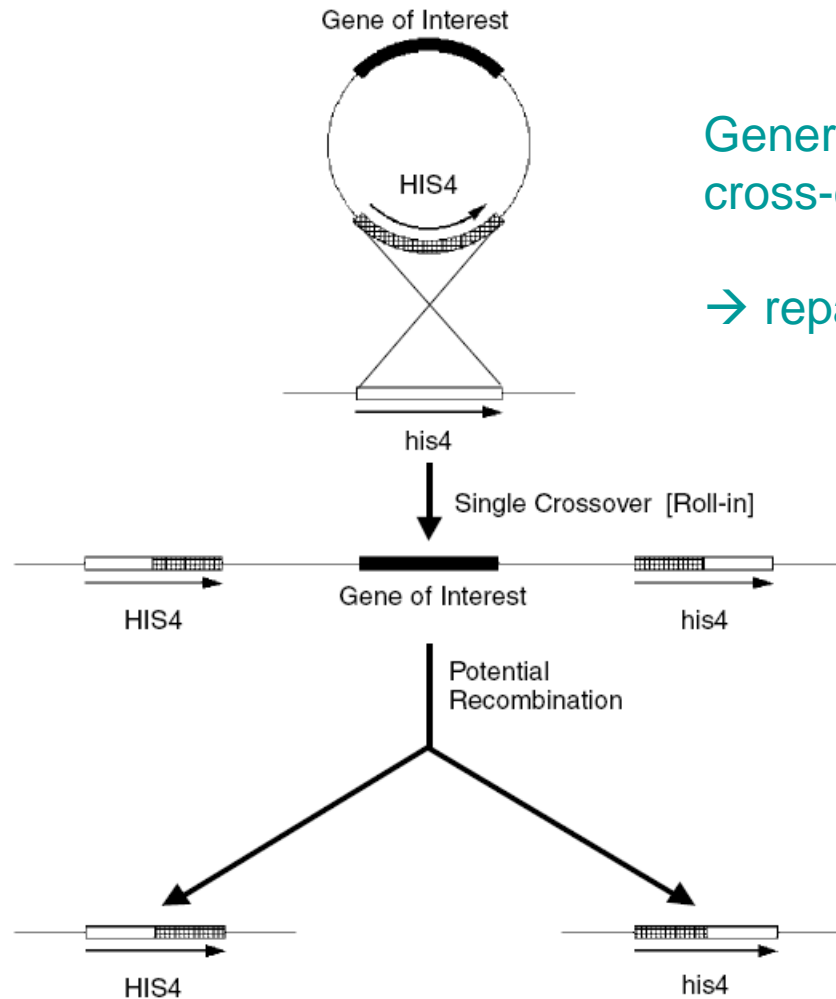 Gene of Interest
HIS4
Gener
cross-
→ repa
his4
Single Crossover [Roll-in]
HIS4
Gene of Interest
his4
Potential
Recombination
HIS4
his4